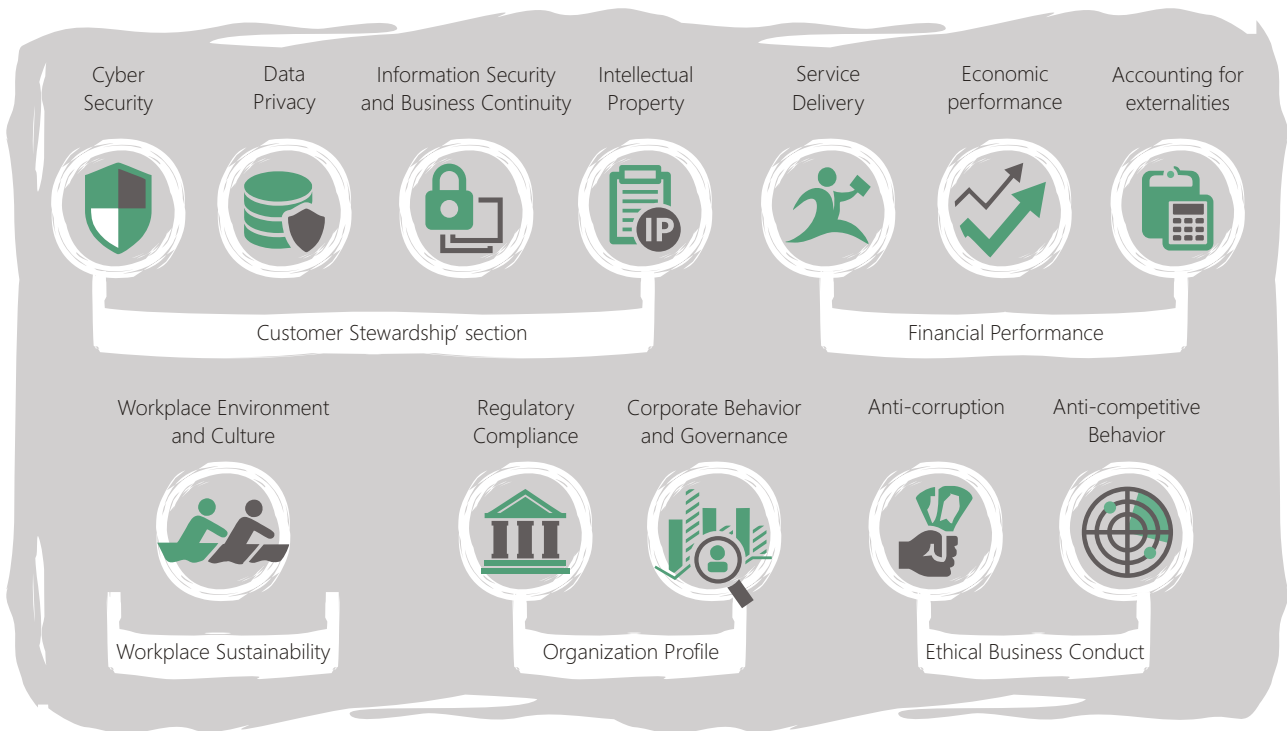 Cyber
Security
Data
Privacy
Information Security
and Business Continuity
Intellectual
Property
Service
Delivery
Economic
performance
Accounting for
externalities
IP
Customer Stewardship’ section
Financial Performance
Workplace Environment
and Culture
Regulatory
Compliance
Corporate Behavior
and Governance
Anti-corruption
Anti-competitive
Behavior
Workplace Sustainability
Organization Profile
Ethical Business Conduct